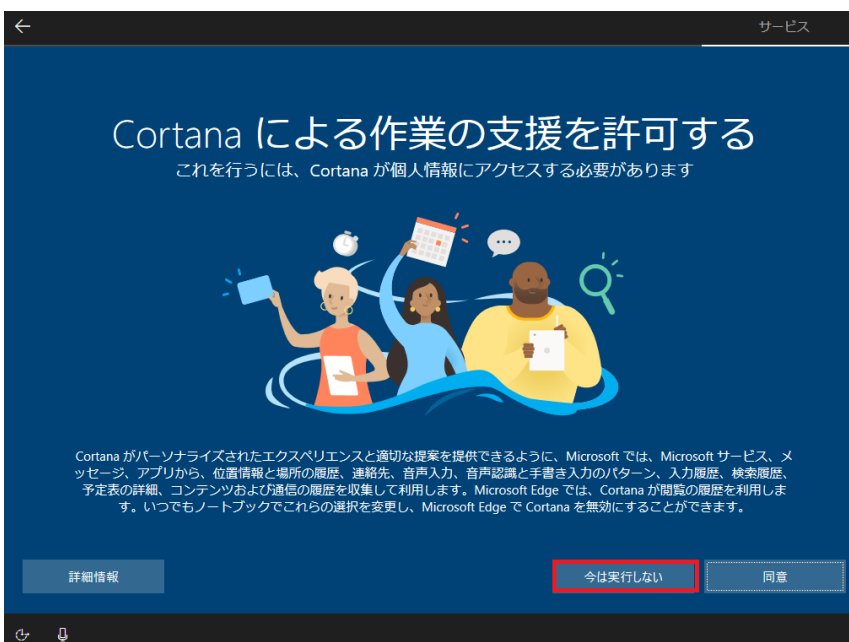 サービス
Cortana による作業の支援を許可する
これを行うには、Cortana が個人情報にアクセスする必要があります
Cortana がパーソナライズされたエクスペリエンスと適切な提案を提供できるように、Microsoft では、Microsoft サービス、メ
ッセージ、アプリから、位置情報と場所の履歴、連絡先、音声入力、音声認識と手書き入力のパターン、入力履歴、検索履歴、
予定表の詳細、コンテンツおよび通信の履歴を収集して利用します。Microsoft Edge では、Cortana が閲覧の履歴を利用しま
す。いつでもノートブックでこれらの選択を変更し、Microsoft Edge で Cortana を無効にすることができます。
詳細情報
今は実行しない
同意